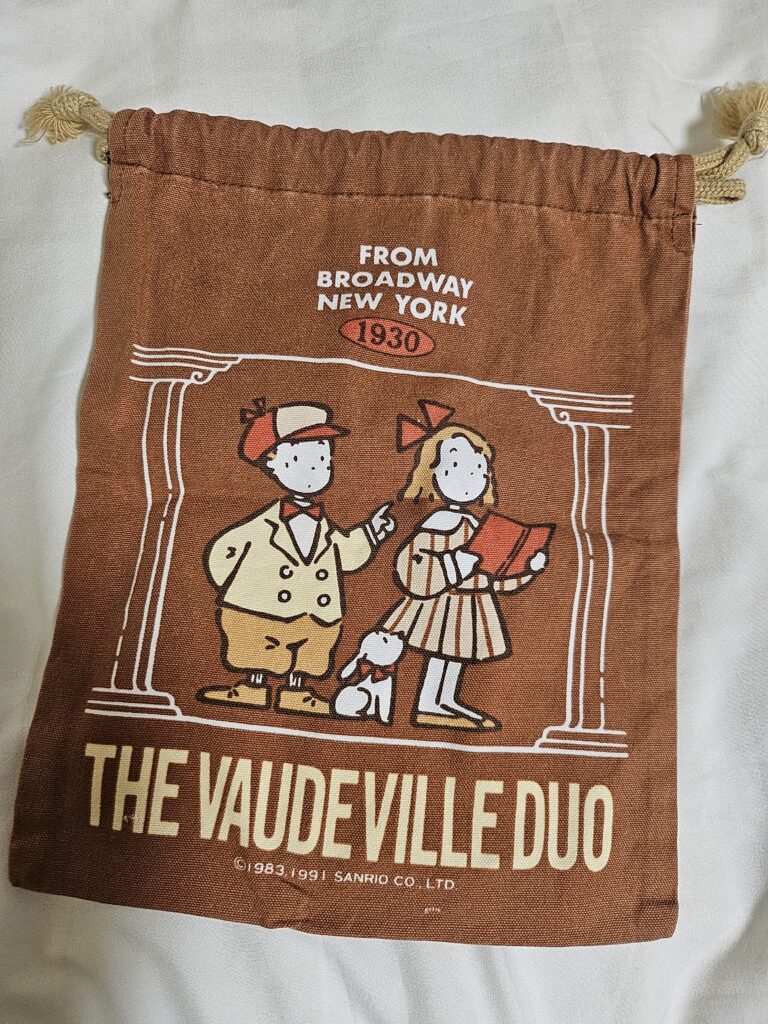 FROM
BROADWAY
NEW YORK
1930
THE VAUDEVILLE DUO
©1983,1991 SANRIO CO., LTD.